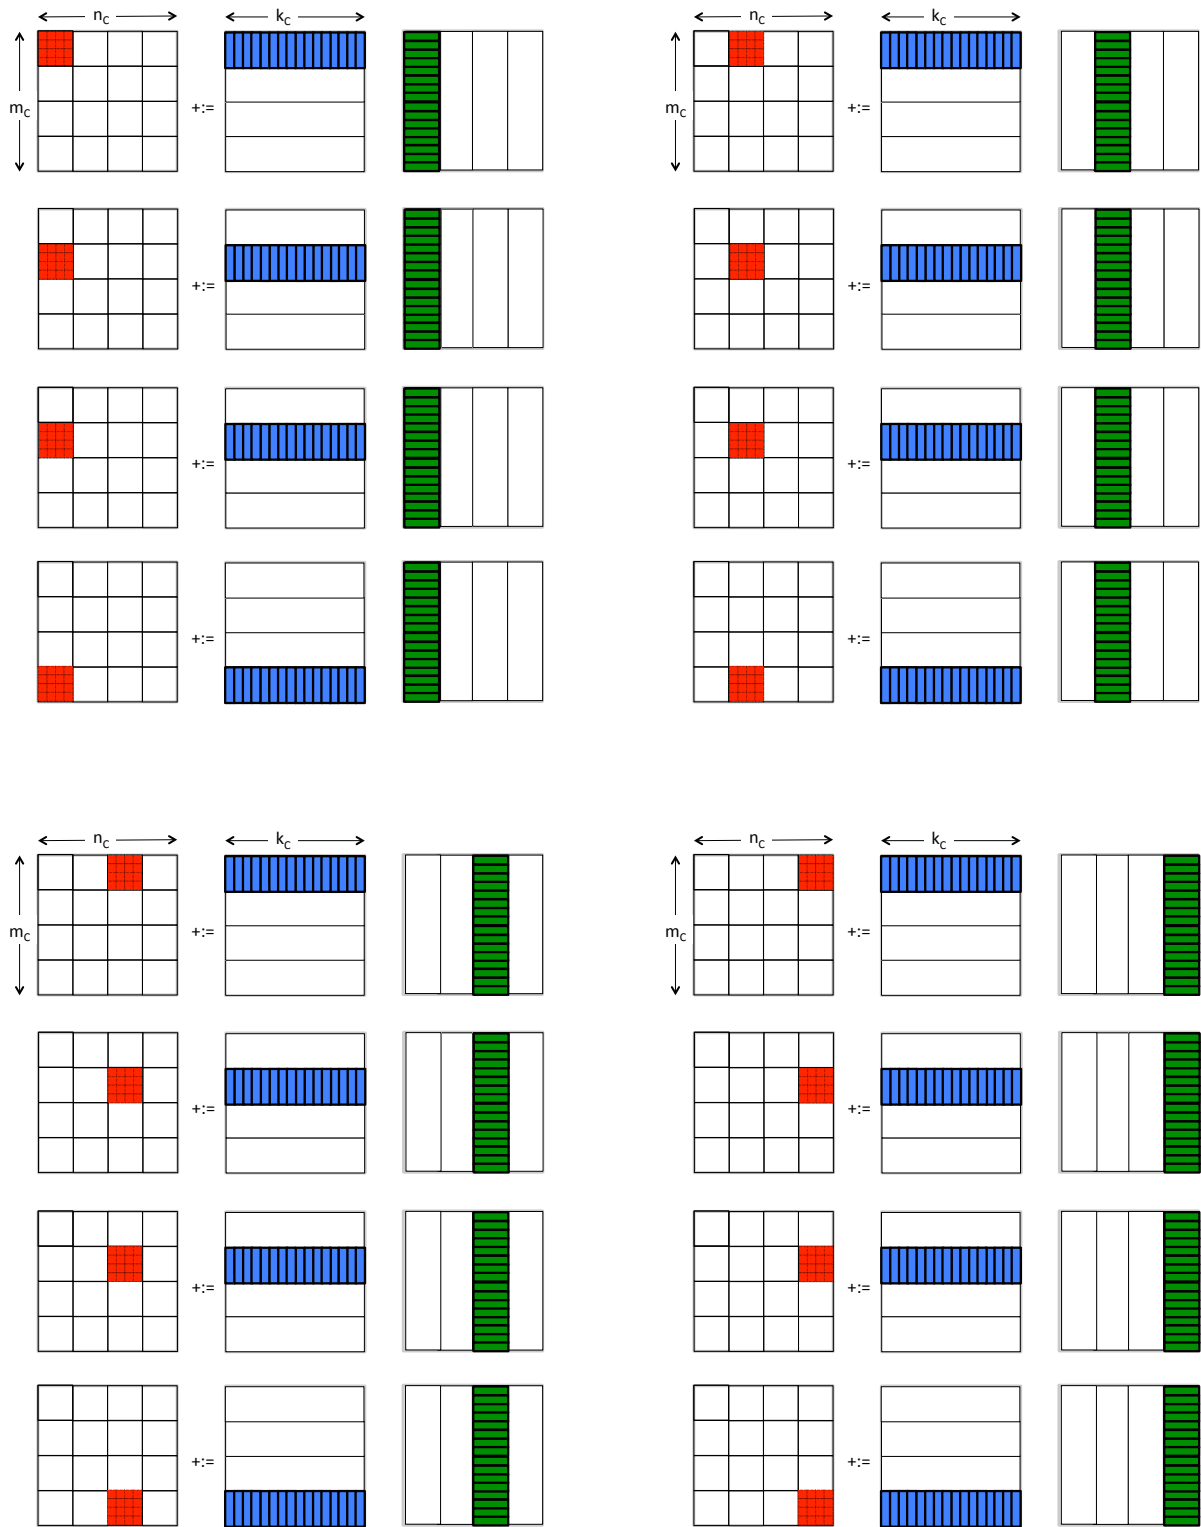 n_C k_C n_C k_C
m_C +:= m_C +:=
+:= +:=
+:= +:=
+:= +:=
n_C k_C n_C k_C
m_C +:= m_C +:=
+:= +:=
+:= +:=
+:= +:=